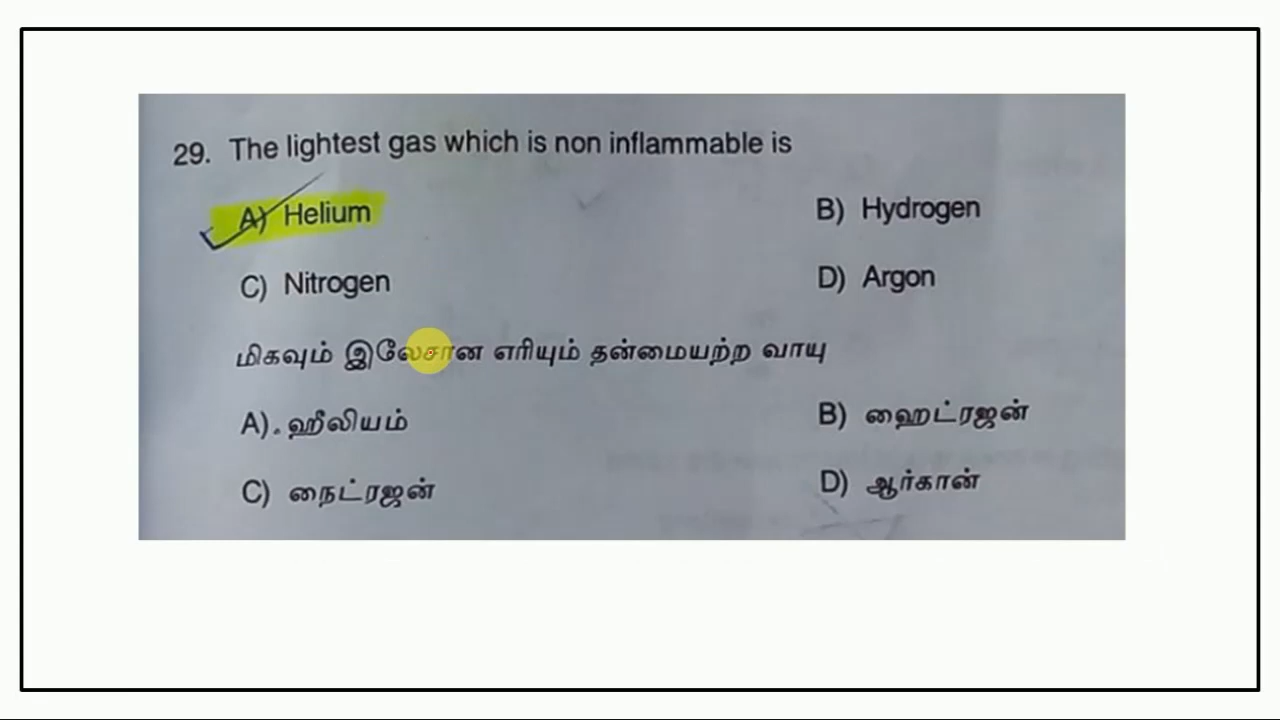 29. The lightest gas which is non inflammable is
A) Helium B) Hydrogen
C) Nitrogen D) Argon
மிகவும் இலேசான எரியும் தன்மையற்ற வாயு
A). ஹீலியம் B) ஹைட்ரஜன்
C) நைட்ரஜன் D) ஆர்கான்